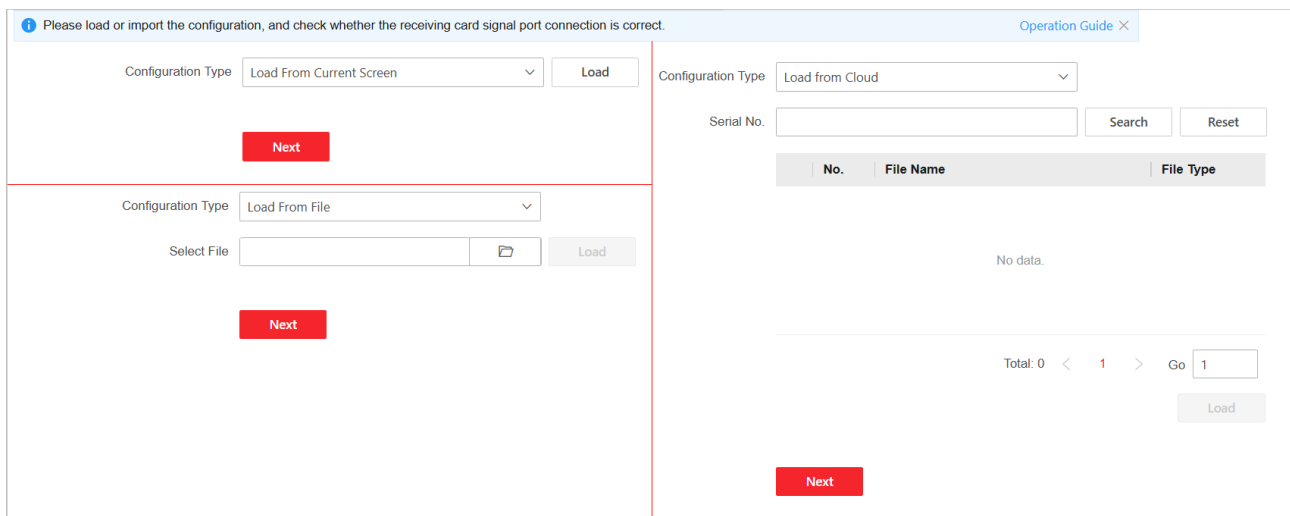 Please load or import the configuration, and check whether the receiving card signal port connection is correct.
Operation Guide
Configuration Type Load From Current Screen Load
Next
Configuration Type Load From File
Select File Load
Next
Configuration Type Load from Cloud
Serial No. Search Reset
No. File Name File Type
No data.
Total: 0 < 1 > Go 1
Load
Next